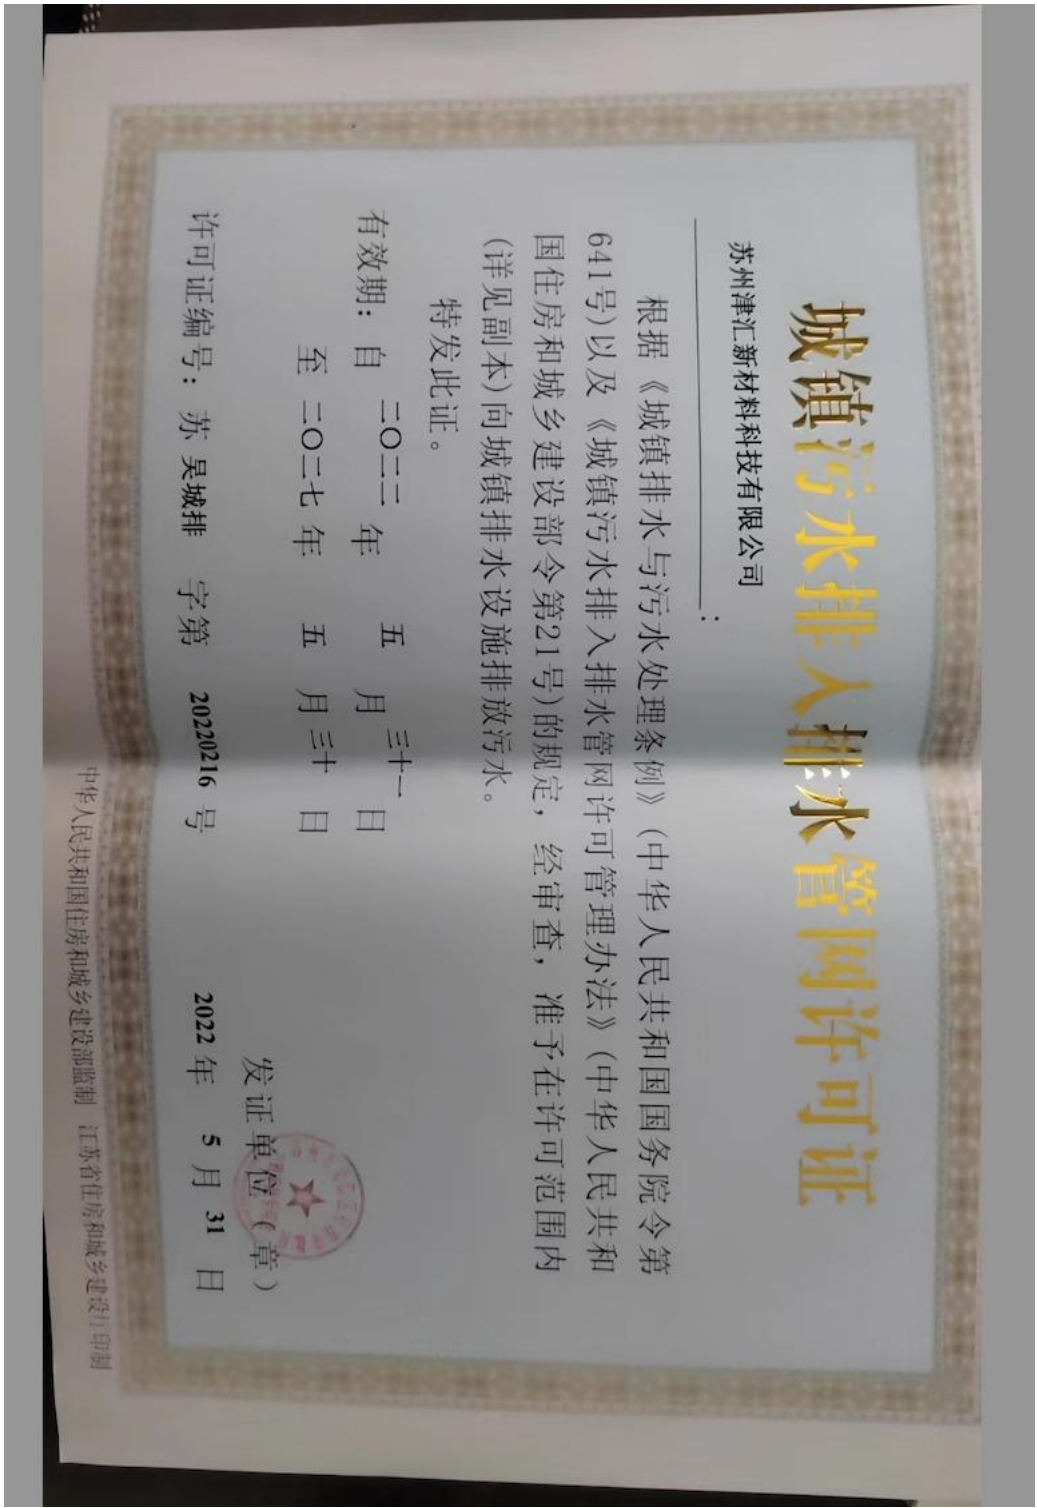 城镇污水排入排水管网许可证
苏州津汇新材料科技有限公司
:
根据《城镇排水与污水处理条例》(中华人民共和国国务院令第
641号)以及《城镇污水排入排水管网许可管理办法》(中华人民共和
国住房和城乡建设部令第21号)的规定，经审查，准予在许可范围内
(详见副本)向城镇排水设施排放污水。
特发此证。
有效期：自 二〇二二 年 五 月 三十一 日
至 二〇二七 年 五 月 三十 日
许可证编号：苏 吴城排 字第 20220216 号
发证单位(章)
2022 年 5 月 31 日
中华人民共和国住房和城乡建设部监制 江苏省住房和城乡建设厅印制